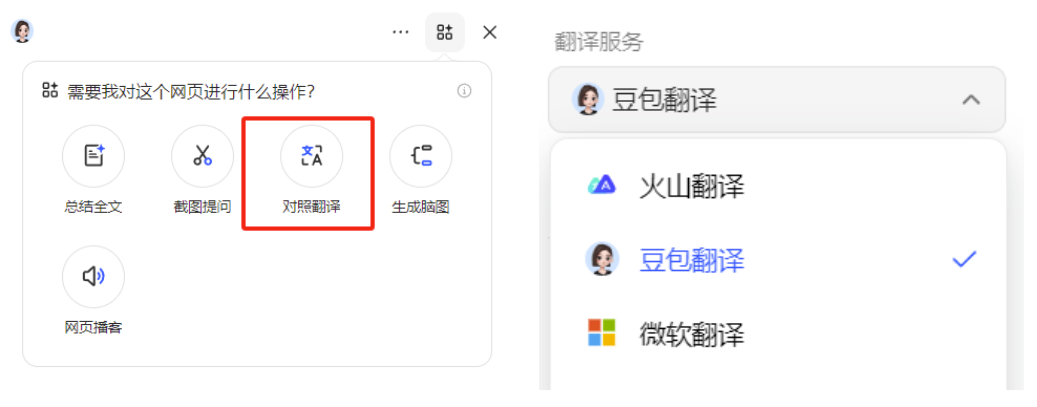 需要我对这个网页进行什么操作？
总结全文
截图提问
对照翻译
生成脑图
网页播客
翻译服务
豆包翻译
火山翻译
豆包翻译
微软翻译